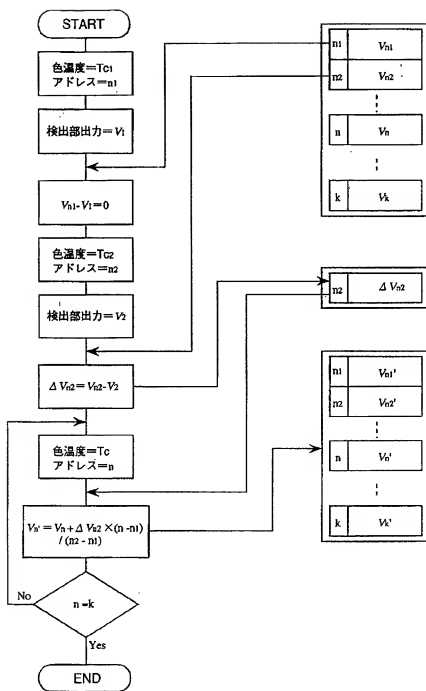 START
色温度=TC1
アドレス=n1
検出部出力=V1
Vn1-V1=0
色温度=TC2
アドレス=n2
検出部出力=V2
ΔVn2=Vn2-V2
色温度=TC
アドレス=n
Vn'=Vn+ΔVn2×(n-n1)
/(n2-n1)
No
n=k
Yes
END
n1 Vn1
n2 Vn2
n Vn
k Vk
n2 ΔVn2
n1 Vn1'
n2 Vn2'
n Vn'
k Vk'